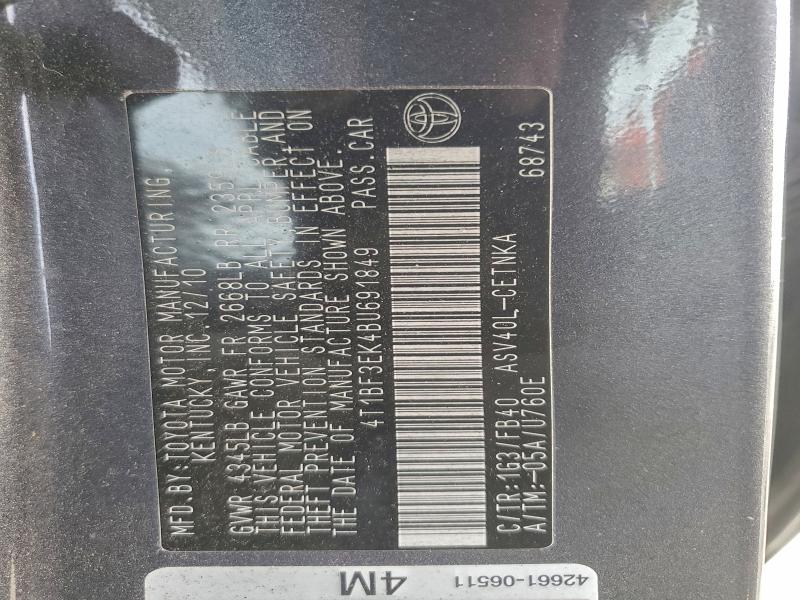 MFD. BY: TOYOTA MOTOR MANUFACTURING,
KENTUCKY, INC. 12/10
GVWR 4345LB GAWR FR 2668LB RR
THIS VEHICLE CONFORMS TO ALL
FEDERAL MOTOR VEHICLE SAFETY, BUMPER, AND
THEFT PREVENTION STANDARDS IN EFFECT ON
THE DATE OF MANUFACTURE SHOWN ABOVE.
4T1BF3EK4BU691849 PASS.CAR
C/TR:1G3/FB40 ASV40L-CETNKA
A/TM:-05A/U760E 68743
42661-06511
4M